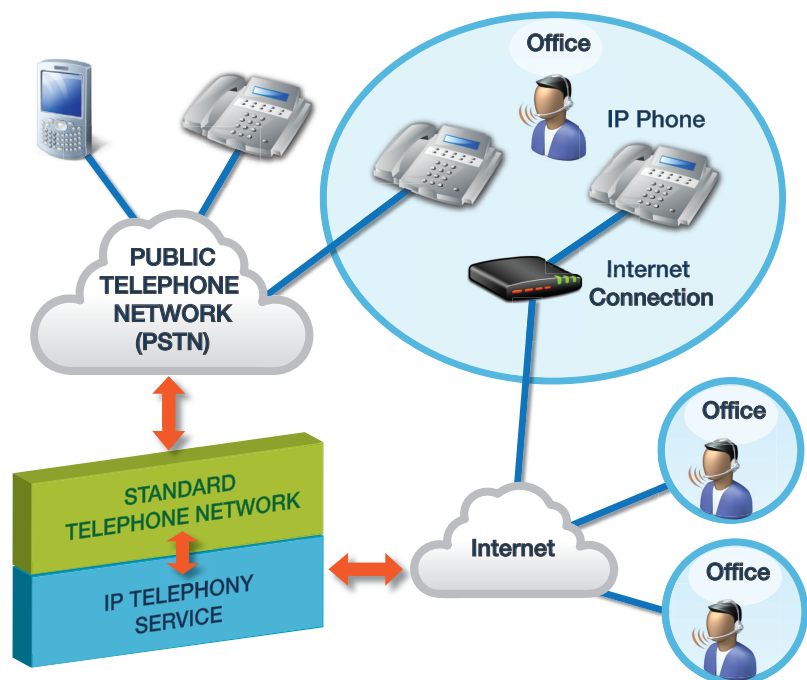 Office
IP Phone
PUBLIC
TELEPHONE
NETWORK
(PSTN)
Internet
Connection
STANDARD
TELEPHONE NETWORK
IP TELEPHONY
SERVICE
Internet
Office
Office